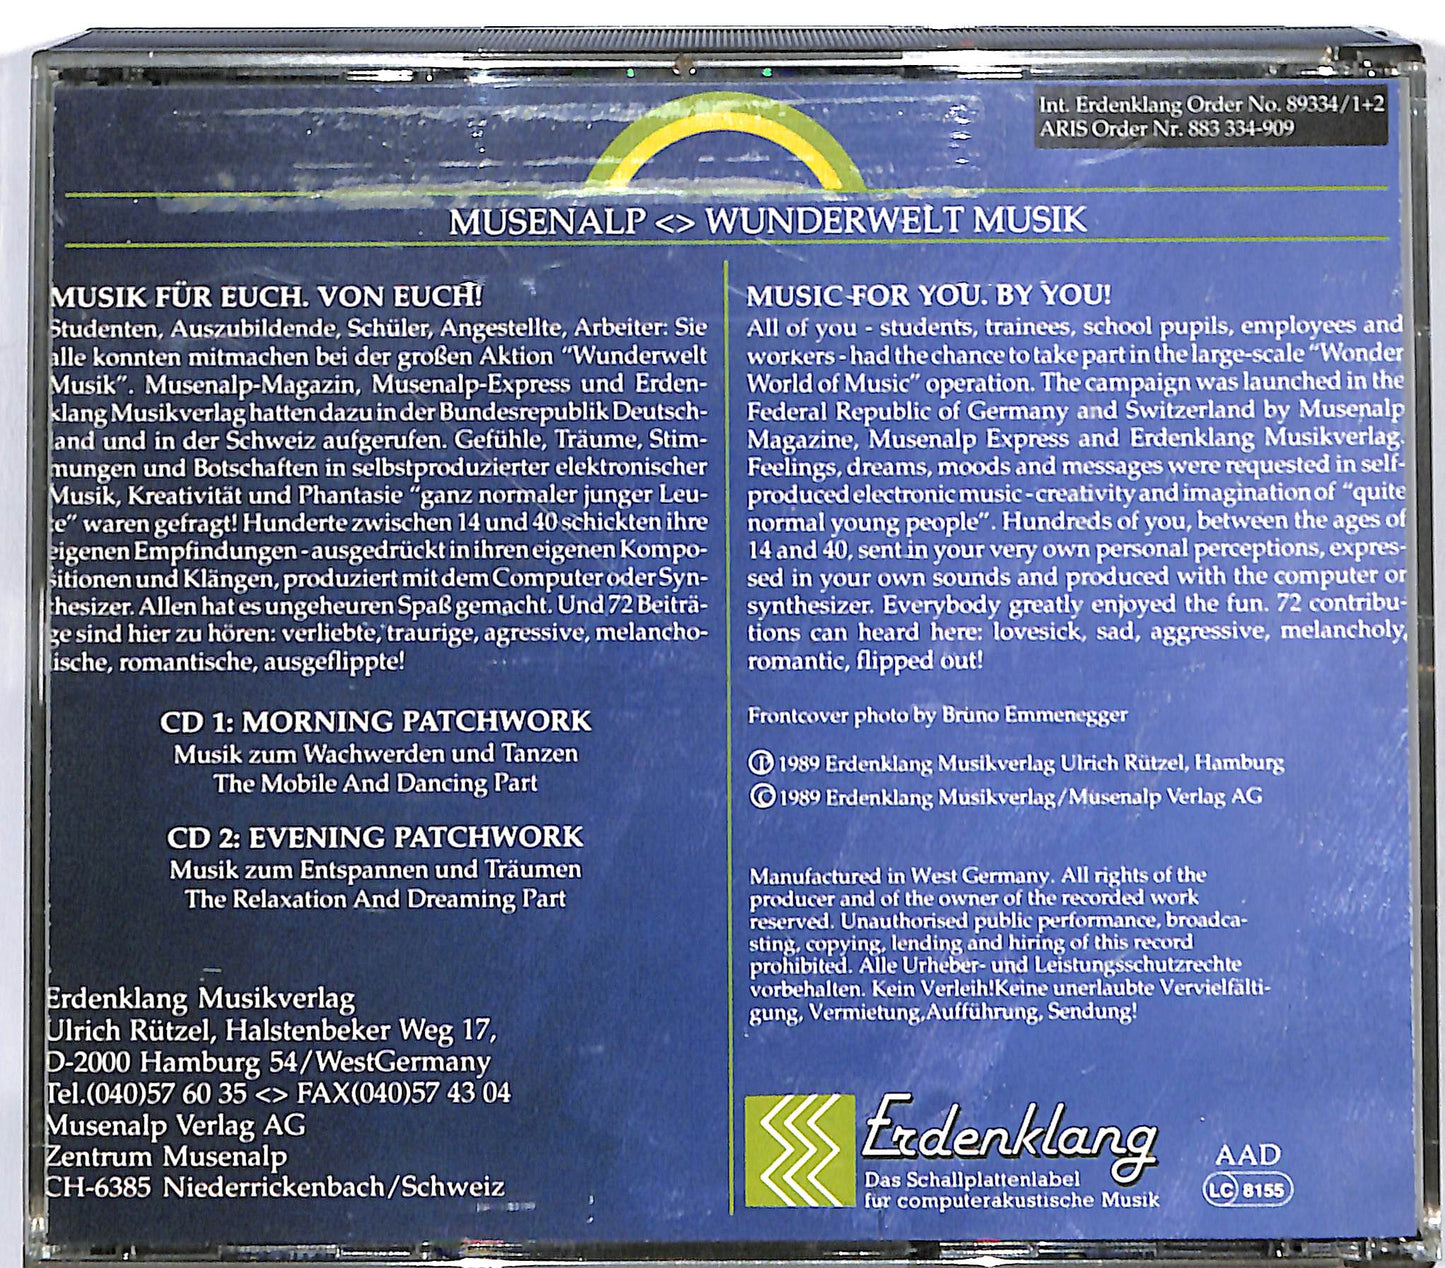 Int. Erdenklang Order No. 89334/1+2
ARIS Order Nr. 883 334-909
MUSENALP <> WUNDERWELT MUSIK
MUSIK FÜR EUCH. VON EUCH!
Studenten, Auszubildende, Schüler, Angestellte, Arbeiter: Sie
alle konnten mitmachen bei der großen Aktion “Wunderwelt
Musik”. Musenalp-Magazin, Musenalp-Express und Erden-
klang Musikverlag hatten dazu in der Bundesrepublik Deutsch-
land und in der Schweiz aufgerufen. Gefühle, Träume, Stim-
mungen und Botschaften in selbstproduzierter elektronischer
Musik, Kreativität und Phantasie “ganz normaler junger Leu-
te” waren gefragt! Hunderte zwischen 14 und 40 schickten ihre
eigenen Empfindungen - ausgedrückt in ihren eigenen Kompo-
sitionen und Klängen, produziert mit dem Computer oder Syn-
thesizer. Allen hat es ungeheuren Spaß gemacht. Und 72 Beiträ-
ge sind hier zu hören: verliebte, traurige, agressive, melancho-
lische, romantische, ausgeflippte!
CD 1: MORNING PATCHWORK
Musik zum Wachwerden und Tanzen
The Mobile And Dancing Part
CD 2: EVENING PATCHWORK
Musik zum Entspannen und Träumen
The Relaxation And Dreaming Part
Erdenklang Musikverlag
Ulrich Rützel, Halstenbeker Weg 17,
D-2000 Hamburg 54/WestGermany
Tel.(040)57 60 35 <> FAX(040)57 43 04
Musenalp Verlag AG
Zentrum Musenalp
CH-6385 Niederrickenbach/Schweiz
MUSIC FOR YOU. BY YOU!
All of you - students, trainees, school pupils, employees and
workers - had the chance to take part in the large-scale “Wonder
World of Music” operation. The campaign was launched in the
Federal Republic of Germany and Switzerland by Musenalp
Magazine, Musenalp Express and Erdenklang Musikverlag.
Feelings, dreams, moods and messages were requested in self-
produced electronic music - creativity and imagination of “quite
normal young people”. Hundreds of you, between the ages of
14 and 40, sent in your very own personal perceptions, expres-
sed in your own sounds and produced with the computer or
synthesizer. Everybody greatly enjoyed the fun. 72 contribu-
tions can heard here: lovesick, sad, aggressive, melancholy,
romantic, flipped out!
Frontcover photo by Bruno Emmenegger
Ⓟ 1989 Erdenklang Musikverlag Ulrich Rützel, Hamburg
© 1989 Erdenklang Musikverlag/Musenalp Verlag AG
Manufactured in West Germany. All rights of the
producer and of the owner of the recorded work
reserved. Unauthorised public performance, broadca-
sting, copying, lending and hiring of this record
prohibited. Alle Urheber- und Leistungsschutzrechte
vorbehalten. Kein Verleih!Keine unerlaubte Vervielfälti-
gung, Vermietung, Aufführung, Sendung!
Erdenklang
Das Schallplattenlabel
für computerakustische Musik
AAD
LC 8155